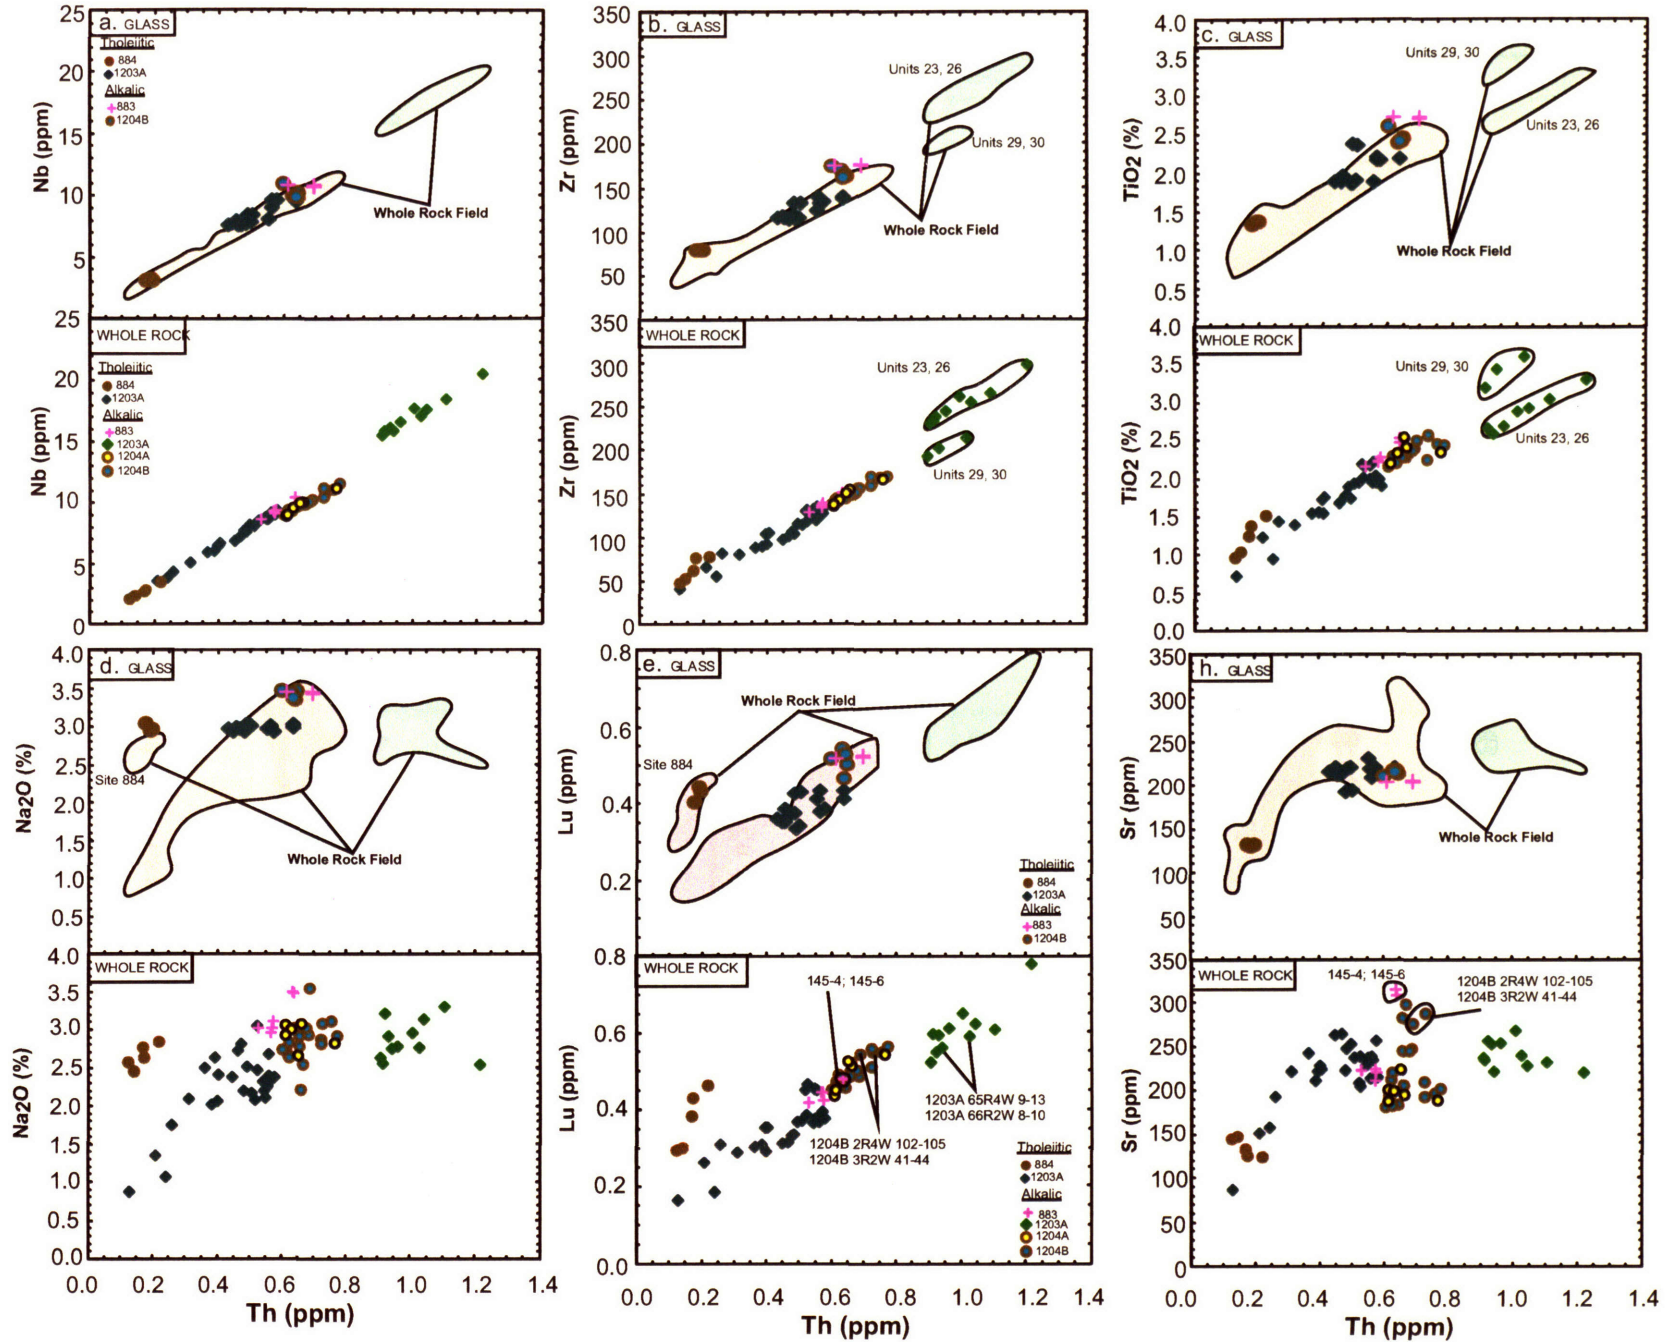 a. GLASS
Tholeiitic
884
1203A
Alkalic
883
1204B
Whole Rock Field
Nb (ppm)
25
20
15
10
5
WHOLE ROCK
Tholeiitic
884
1203A
Alkalic
883
1203A
1204A
1204B
Nb (ppm)
25
20
15
10
5
0
b. GLASS
Units 23, 26
Units 29, 30
Whole Rock Field
Zr (ppm)
350
300
250
200
150
100
50
WHOLE ROCK
Units 23, 26
Units 29, 30
Zr (ppm)
350
300
250
200
150
100
50
0
c. GLASS
Units 29, 30
Units 23, 26
Whole Rock Field
TiO2 (%)
4.0
3.5
3.0
2.5
2.0
1.5
1.0
0.5
WHOLE ROCK
Units 29, 30
Units 23, 26
TiO2 (%)
4.0
3.5
3.0
2.5
2.0
1.5
1.0
0.5
0.0
d. GLASS
Site 884
Whole Rock Field
Na2O (%)
4.0
3.5
3.0
2.5
2.0
1.5
1.0
0.5
WHOLE ROCK
Na2O (%)
4.0
3.5
3.0
2.5
2.0
1.5
1.0
0.5
0.0
0.0 0.2 0.4 0.6 0.8 1.0 1.2 1.4
Th (ppm)
e. GLASS
Whole Rock Field
Site 884
Tholeiitic
884
1203A
Alkalic
883
1204B
Lu (ppm)
0.8
0.6
0.4
0.2
WHOLE ROCK
145-4; 145-6
1203A 65R4W 9-13
1203A 66R2W 8-10
1204B 2R4W 102-105
1204B 3R2W 41-44
Tholeiitic
884
1203A
Alkalic
883
1203A
1204A
1204B
Lu (ppm)
0.8
0.6
0.4
0.2
0.0
0.0 0.2 0.4 0.6 0.8 1.0 1.2 1.4
Th (ppm)
h. GLASS
Whole Rock Field
Sr (ppm)
350
300
250
200
150
100
50
WHOLE ROCK
145-4; 145-6
1204B 2R4W 102-105
1204B 3R2W 41-44
Sr (ppm)
350
300
250
200
150
100
50
0
0.0 0.2 0.4 0.6 0.8 1.0 1.2 1.4
Th (ppm)